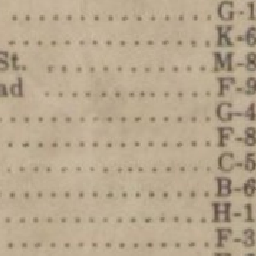 ............ G-1
............ K-6
St. .......... M-8
ad .......... F-9
............ G-4
............ F-8
............ C-5
............ B-6
............ H-1
............ F-3